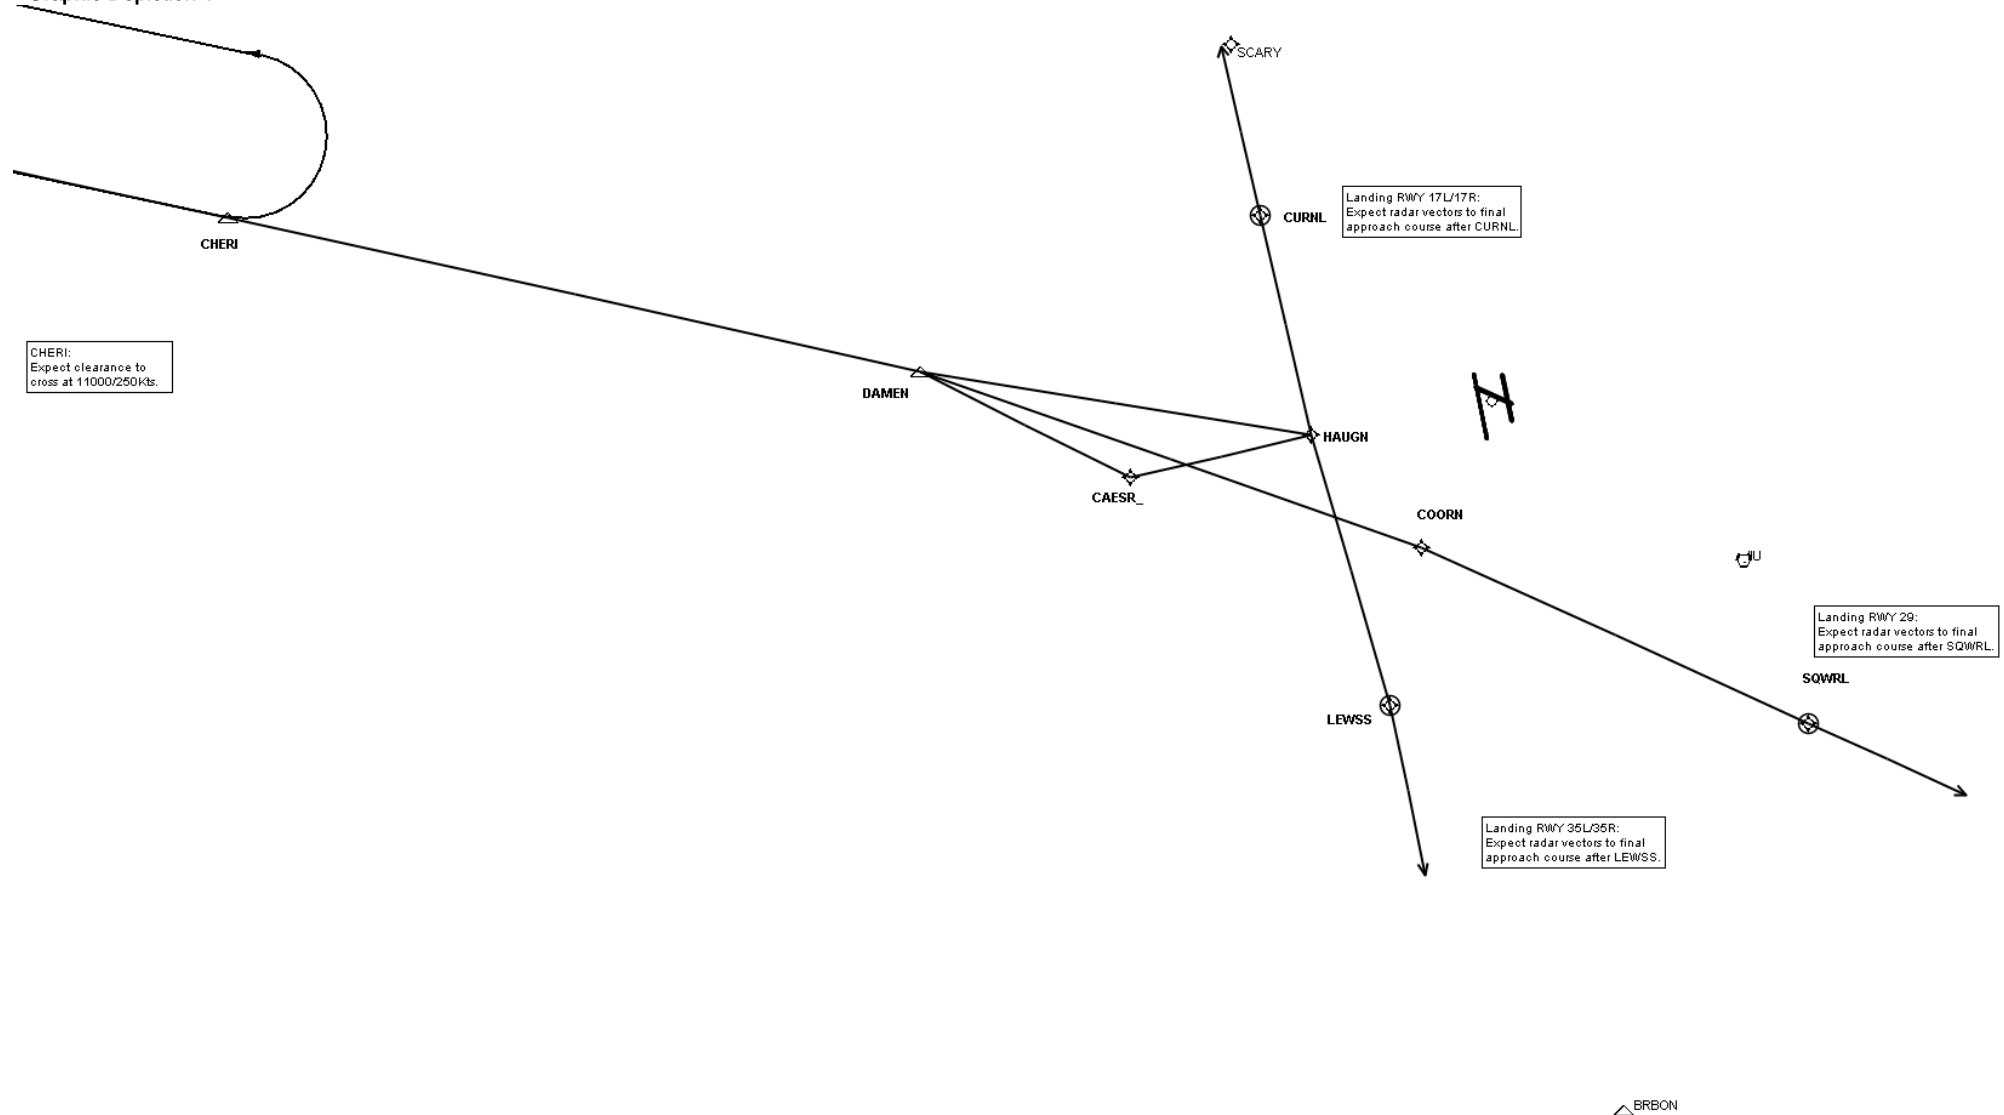 SCARY
Landing RWY 17L/17R:
Expect radar vectors to final
approach course after CURNL.
CURNL
CHERI
CHERI:
Expect clearance to
cross at 11000/250Kts.
DAMEN
HAUGN
CAESR_
COORN
IU
Landing RWY 29:
Expect radar vectors to final
approach course after SQWRL.
SQWRL
LEWSS
Landing RWY 35L/35R:
Expect radar vectors to final
approach course after LEWSS.
BRBON